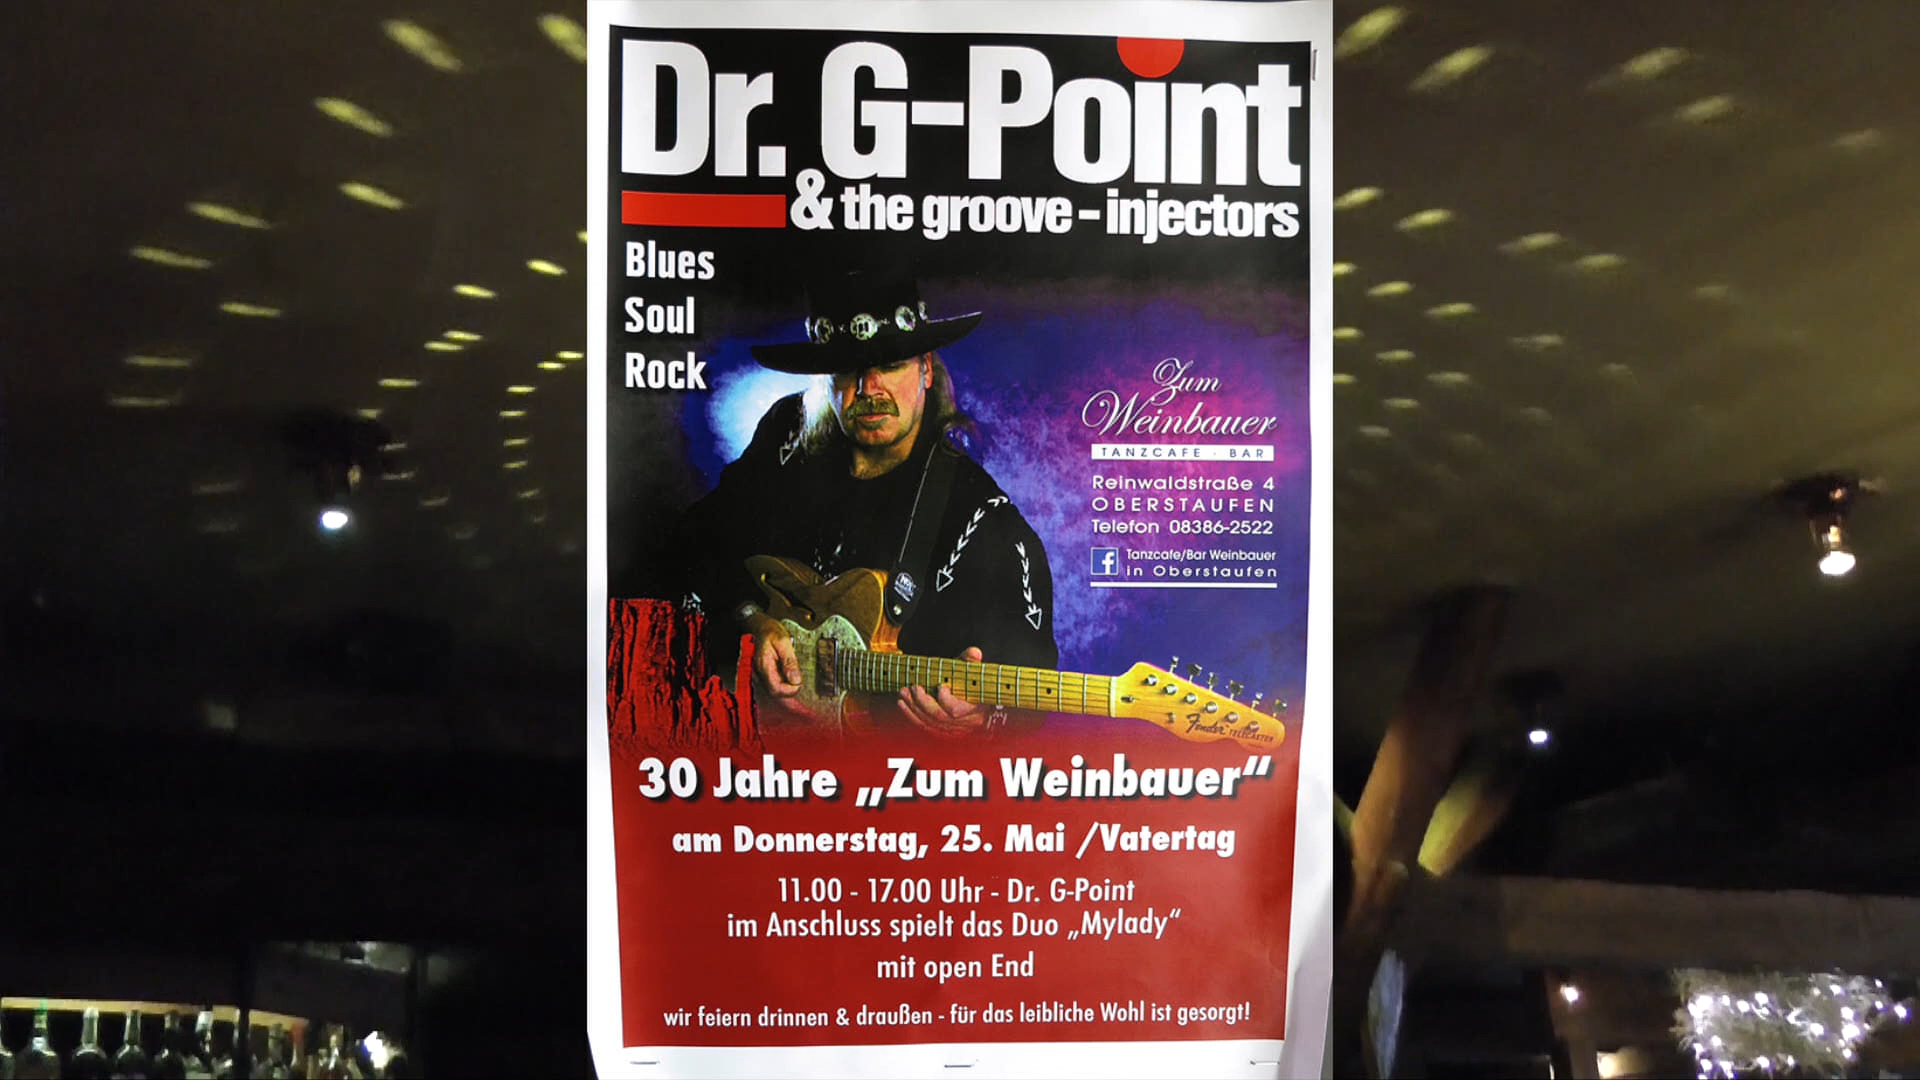 Dr. G-Point
& the groove-injectors
Blues
Soul
Rock
Zum
Weinbauer
TANZCAFE · BAR
Reinwaldstraße 4
OBERSTAUFEN
Telefon 08386-2522
f Tanzcafe/Bar Weinbauer
in Oberstaufen
Fender TELECASTER
30 Jahre „Zum Weinbauer“
am Donnerstag, 25. Mai /Vatertag
11.00 - 17.00 Uhr - Dr. G-Point
im Anschluss spielt das Duo „Mylady“
mit open End
wir feiern drinnen & draußen - für das leibliche Wohl ist gesorgt!